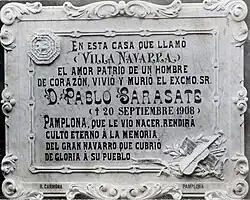 EN ESTA CASA QUE LLAMÓ
VILLA NAVARRA,
EL AMOR PATRIO DE UN HOMBRE
DE CORAZÓN, VIVIÓ Y MURIÓ EL EXCMO. SR.
D. PABLO SARASATE
(† 20 SEPTIEMBRE 1908)
PAMPLONA, QUE LE VIÓ NACER, RENDIRÁ
CULTO ETERNO Á LA MEMORIA
DEL GRAN NAVARRO QUE CUBRIÓ
DE GLORIA Á SU PUEBLO.
R. CARMONA PAMPLONA